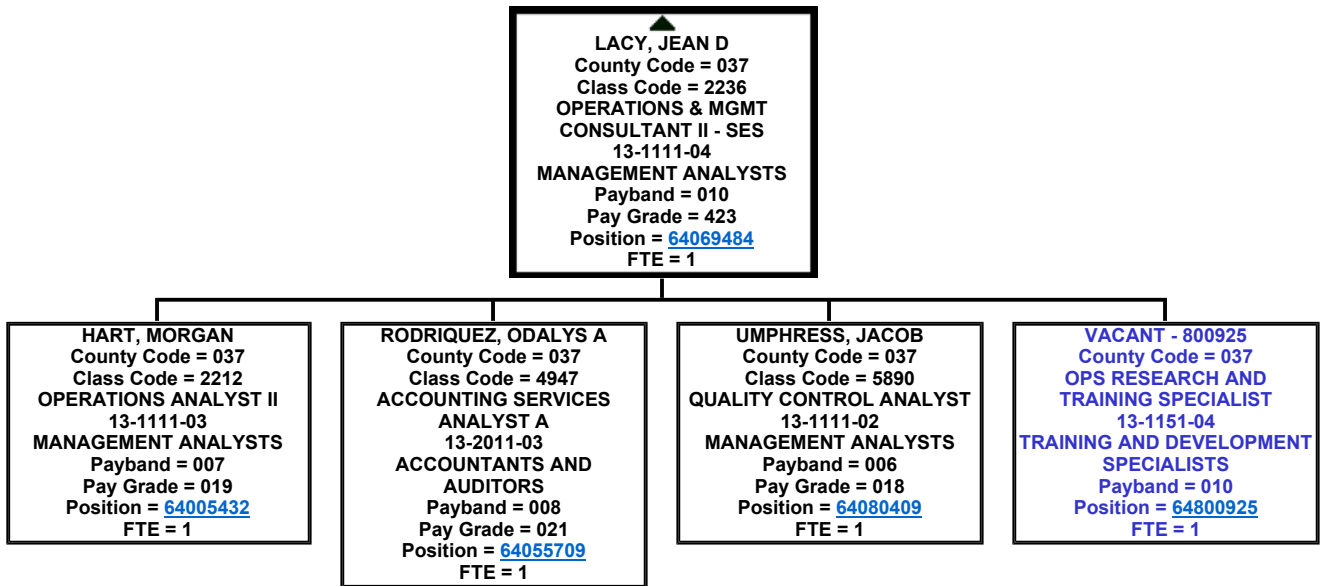 LACY, JEAN D
County Code = 037
Class Code = 2236
OPERATIONS & MGMT
CONSULTANT II - SES
13-1111-04
MANAGEMENT ANALYSTS
Payband = 010
Pay Grade = 423
Position = 64069484
FTE = 1
HART, MORGAN
County Code = 037
Class Code = 2212
OPERATIONS ANALYST II
13-1111-03
MANAGEMENT ANALYSTS
Payband = 007
Pay Grade = 019
Position = 64005432
FTE = 1
RODRIQUEZ, ODALYS A
County Code = 037
Class Code = 4947
ACCOUNTING SERVICES
ANALYST A
13-2011-03
ACCOUNTANTS AND
AUDITORS
Payband = 008
Pay Grade = 021
Position = 64055709
FTE = 1
UMPHRESS, JACOB
County Code = 037
Class Code = 5890
QUALITY CONTROL ANALYST
13-1111-02
MANAGEMENT ANALYSTS
Payband = 006
Pay Grade = 018
Position = 64080409
FTE = 1
VACANT - 800925
County Code = 037
OPS RESEARCH AND
TRAINING SPECIALIST
13-1151-04
TRAINING AND DEVELOPMENT
SPECIALISTS
Payband = 010
Position = 64800925
FTE = 1